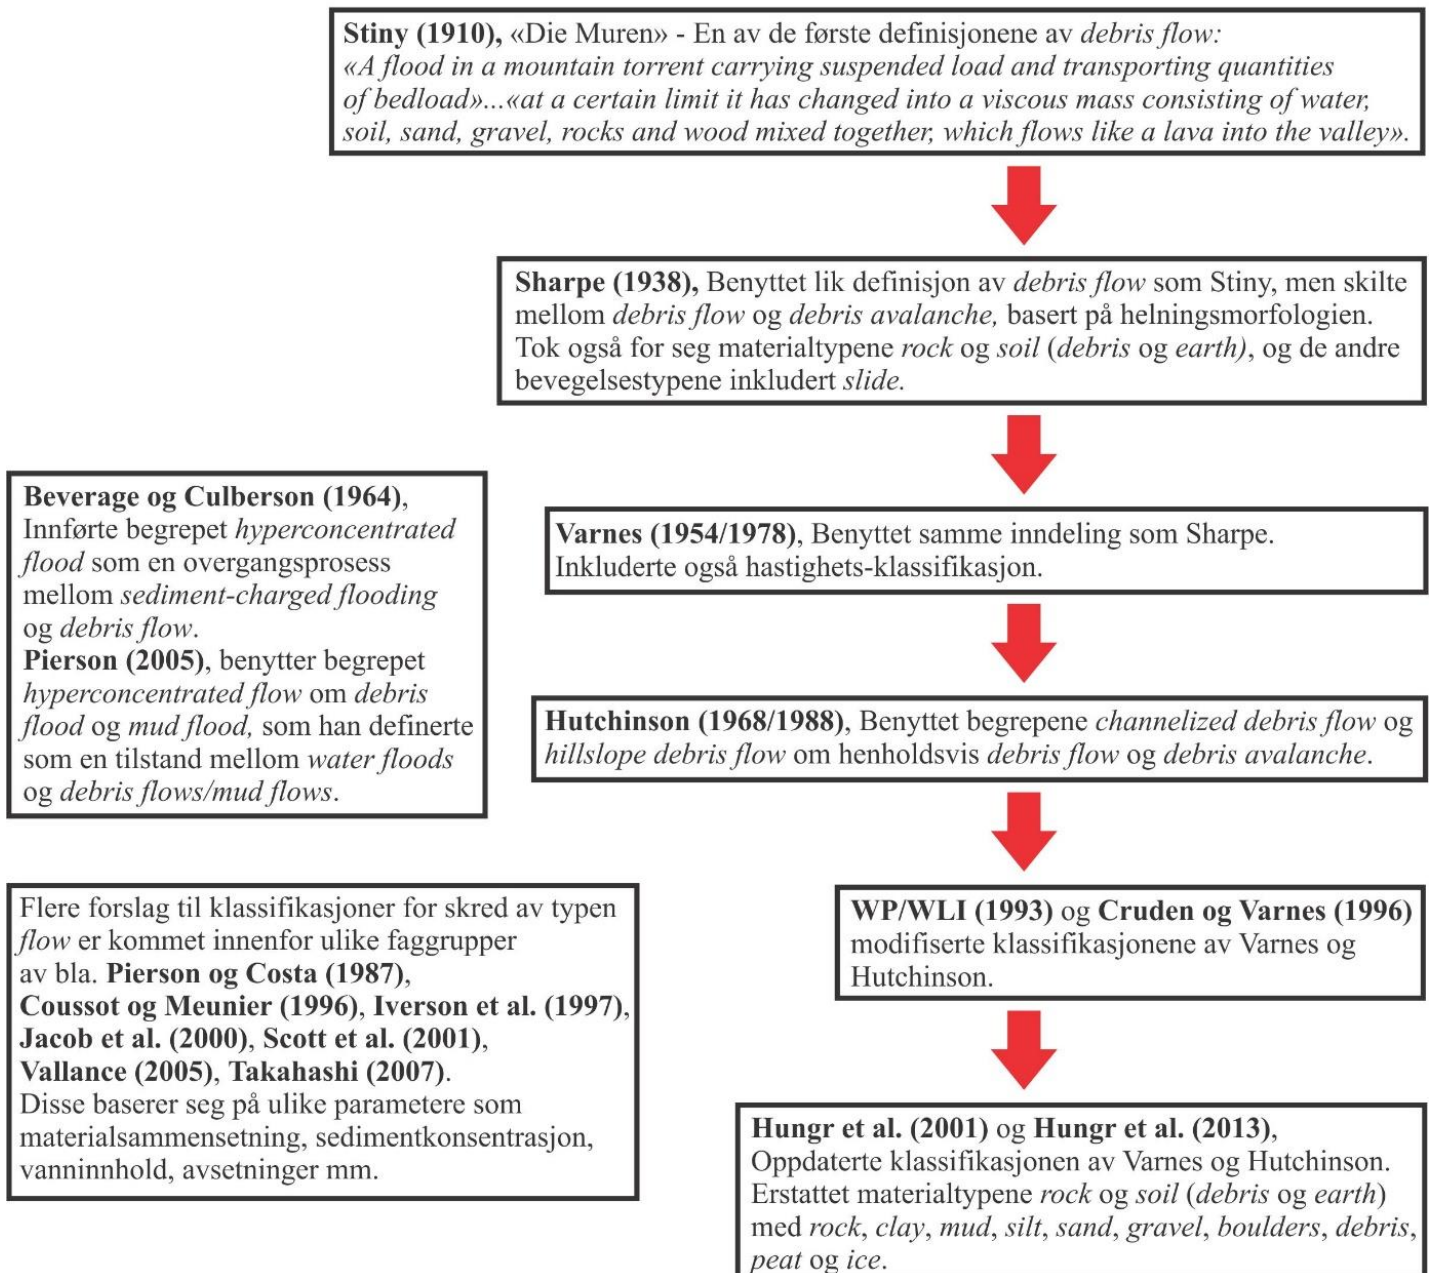 Stiny (1910), «Die Muren» - En av de første definisjonene av debris flow:
«A flood in a mountain torrent carrying suspended load and transporting quantities
of bedload»...«at a certain limit it has changed into a viscous mass consisting of water,
soil, sand, gravel, rocks and wood mixed together, which flows like a lava into the valley».
Sharpe (1938), Benyttet lik definisjon av debris flow som Stiny, men skilte
mellom debris flow og debris avalanche, basert på helningsmorfologien.
Tok også for seg materialtypene rock og soil (debris og earth), og de andre
bevegelsestypene inkludert slide.
Beverage og Culberson (1964),
Innførte begrepet hyperconcentrated
flood som en overgangsprosess
mellom sediment-charged flooding
og debris flow.
Pierson (2005), benytter begrepet
hyperconcentrated flow om debris
flood og mud flood, som han definerte
som en tilstand mellom water floods
og debris flows/mud flows.
Varnes (1954/1978), Benyttet samme inndeling som Sharpe.
Inkluderte også hastighets-klassifikasjon.
Hutchinson (1968/1988), Benyttet begrepene channelized debris flow og
hillslope debris flow om henholdsvis debris flow og debris avalanche.
Flere forslag til klassifikasjoner for skred av typen
flow er kommet innenfor ulike faggrupper
av bla. Pierson og Costa (1987),
Coussot og Meunier (1996), Iverson et al. (1997),
Jacob et al. (2000), Scott et al. (2001),
Vallance (2005), Takahashi (2007).
Disse baserer seg på ulike parametere som
materialsammensetning, sedimentkonsentrasjon,
vanninnhold, avsetninger mm.
WP/WLI (1993) og Cruden og Varnes (1996)
modifiserte klassifikasjonene av Varnes og
Hutchinson.
Hungr et al. (2001) og Hungr et al. (2013),
Oppdaterte klassifikasjonen av Varnes og Hutchinson.
Erstattet materialtypene rock og soil (debris og earth)
med rock, clay, mud, silt, sand, gravel, boulders, debris,
peat og ice.